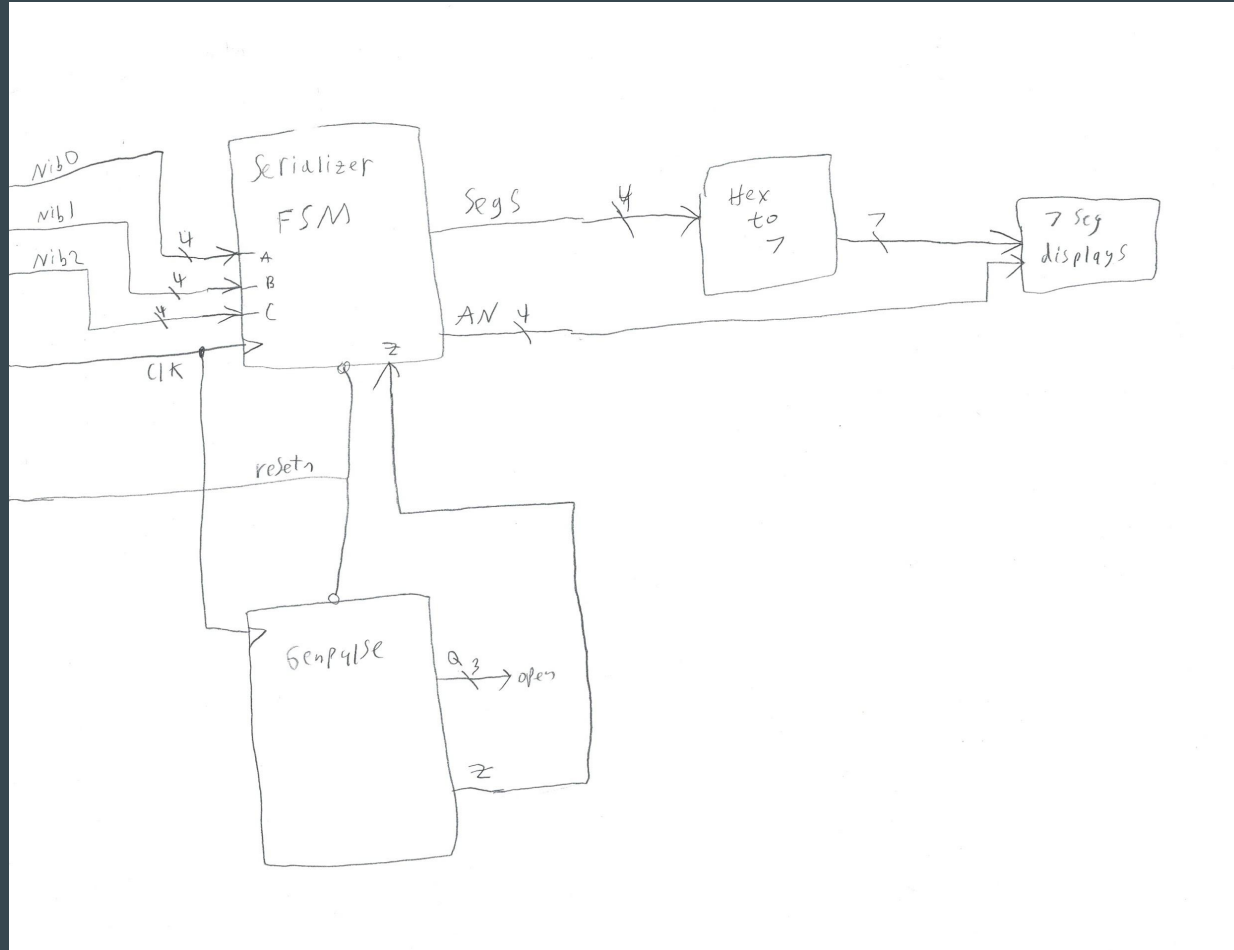 Nib0
Nib1
Nib2
4
4
4
A
B
C
Clk
Serializer
FSM
Z
Segs
4
AN 4
Hex
to
7
7
7 Seg
displays
resetn
Genpulse
Q 3
open
Z